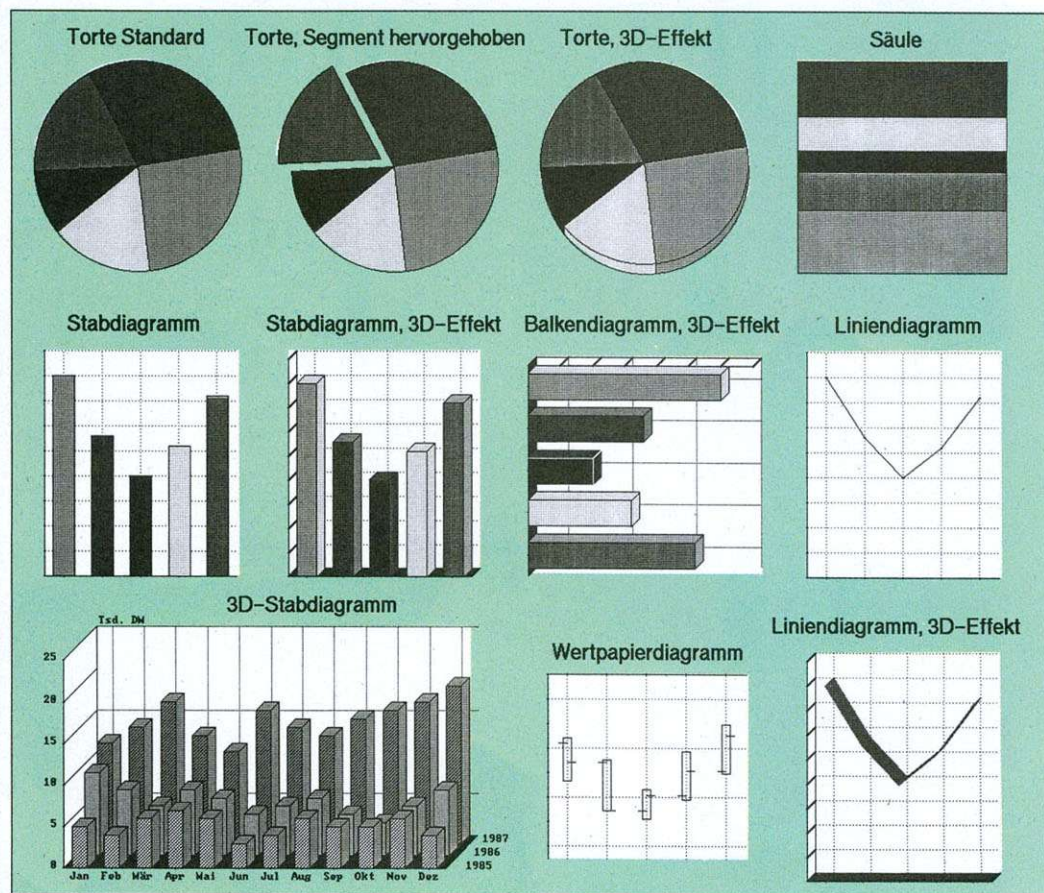 Torte Standard
Torte, Segment hervorgehoben
Torte, 3D-Effekt
Säule
Stabdiagramm
Stabdiagramm, 3D-Effekt
Balkendiagramm, 3D-Effekt
Liniendiagramm
3D-Stabdiagramm
Tsd. DM
25
20
15
10
5
0
Jan Feb Mär Apr Mai Jun Jul Aug Sep Okt Nov Dez
1987
1986
1985
Wertpapierdiagramm
Liniendiagramm, 3D-Effekt